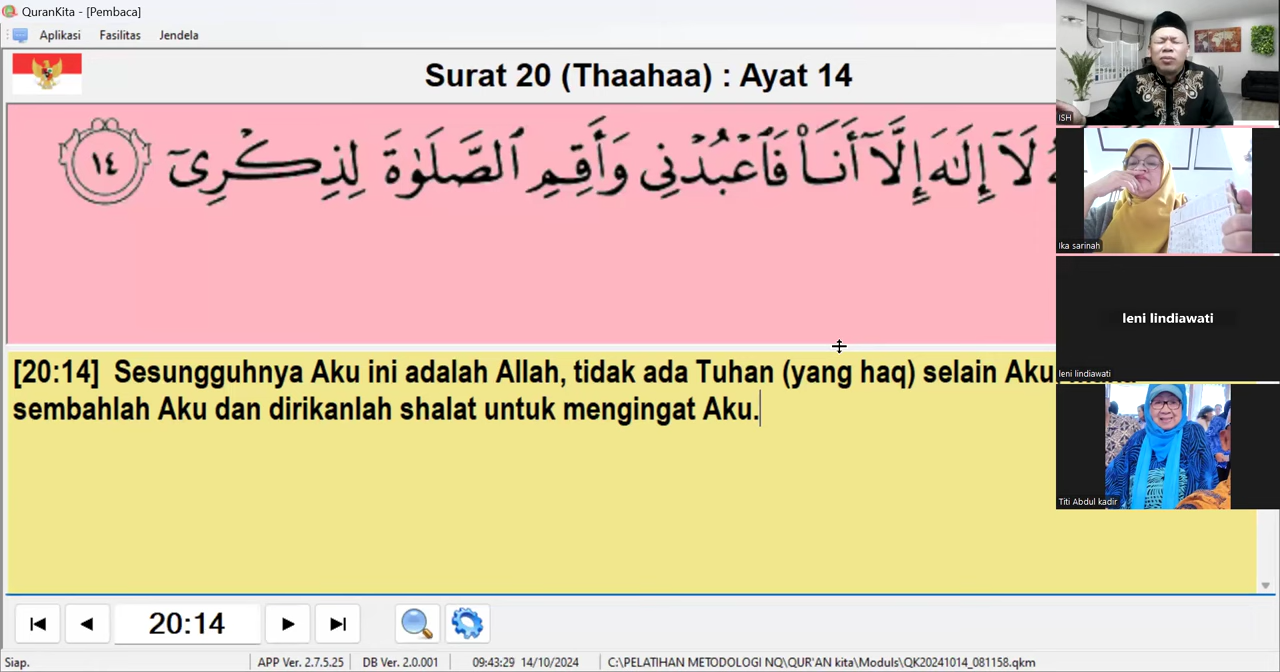 QuranKita - [Pembaca]
Aplikasi Fasilitas Jendela
Surat 20 (Thaahaa) : Ayat 14
لَآ إِلَٰهَ إِلَّآ أَنَا۠ فَٱعْبُدْنِى وَأَقِمِ ٱلصَّلَوٰةَ لِذِكْرِىٓ ١٤
[20:14] Sesungguhnya Aku ini adalah Allah, tidak ada Tuhan (yang haq) selain Aku.
sembahlah Aku dan dirikanlah shalat untuk mengingat Aku.
ISH
Ika sarinah
leni lindiawati
leni lindiawati
Titi Abdul kadir
20:14
Siap. APP Ver. 2.7.5.25 DB Ver. 2.0.001 09:43:29 14/10/2024 C:\PELATIHAN METODOLOGI NQ\QUR'AN kita\Moduls\QK20241014_081158.qkm